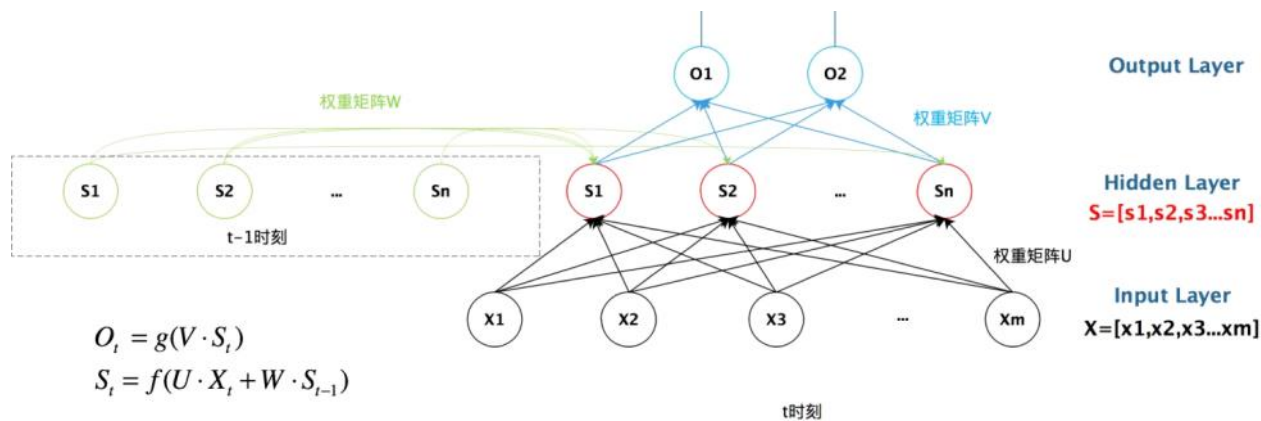 O1 O2 Output Layer
权重矩阵W
权重矩阵V
S1 S2 ... Sn S1 S2 ... Sn Hidden Layer
S=[s1,s2,s3...sn]
t-1时刻
权重矩阵U
X1 X2 X3 ... Xm Input Layer
X=[x1,x2,x3...xm]
O_t = g(V·S_t)
S_t = f(U·X_t + W·S_{t-1})
t时刻